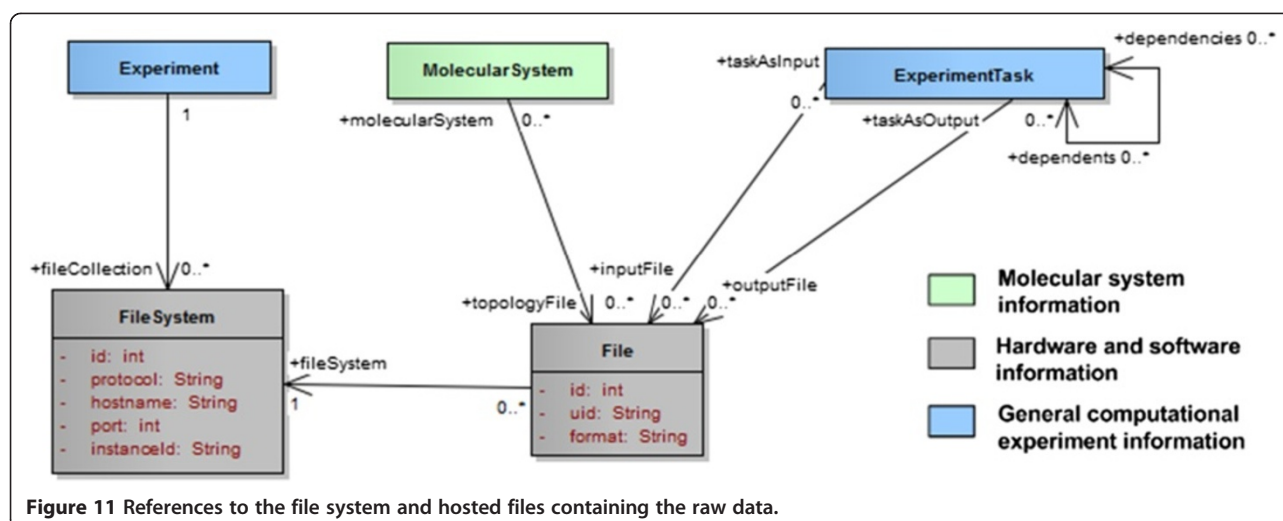 Experiment
MolecularSystem
ExperimentTask
+dependencies 0..*
+taskAsInput
0..*
1
+molecularSystem
0..*
+taskAsOutput
0..*
+dependents 0..*
+fileCollection
0..*
+inputFile
+topologyFile
0..*
0..*
0..*
+outputFile
FileSystem
- id: int
- protocol: String
- hostname: String
- port: int
- instanceId: String
+fileSystem
1
0..*
File
- id: int
- uid: String
- format: String
Molecular system
information
Hardware and software
information
General computational
experiment information
Figure 11 References to the file system and hosted files containing the raw data.